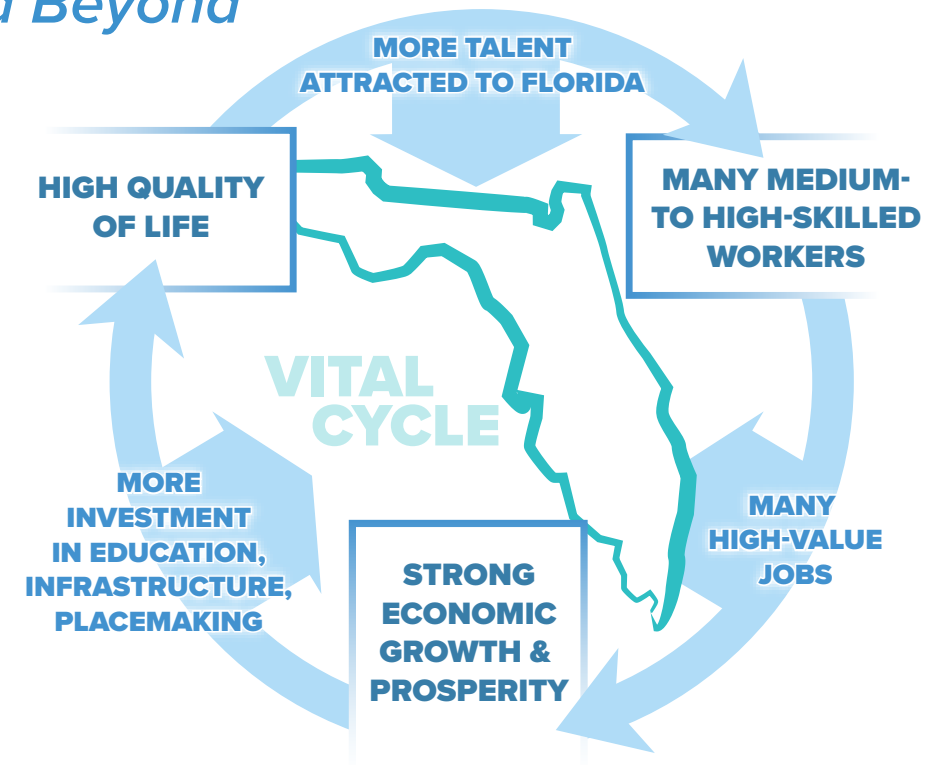 Beyond
MORE TALENT
ATTRACTED TO FLORIDA
HIGH QUALITY
OF LIFE
MANY MEDIUM-
TO HIGH-SKILLED
WORKERS
VITAL
CYCLE
MORE
INVESTMENT
IN EDUCATION,
INFRASTRUCTURE,
PLACEMAKING
MANY
HIGH-VALUE
JOBS
STRONG
ECONOMIC
GROWTH &
PROSPERITY